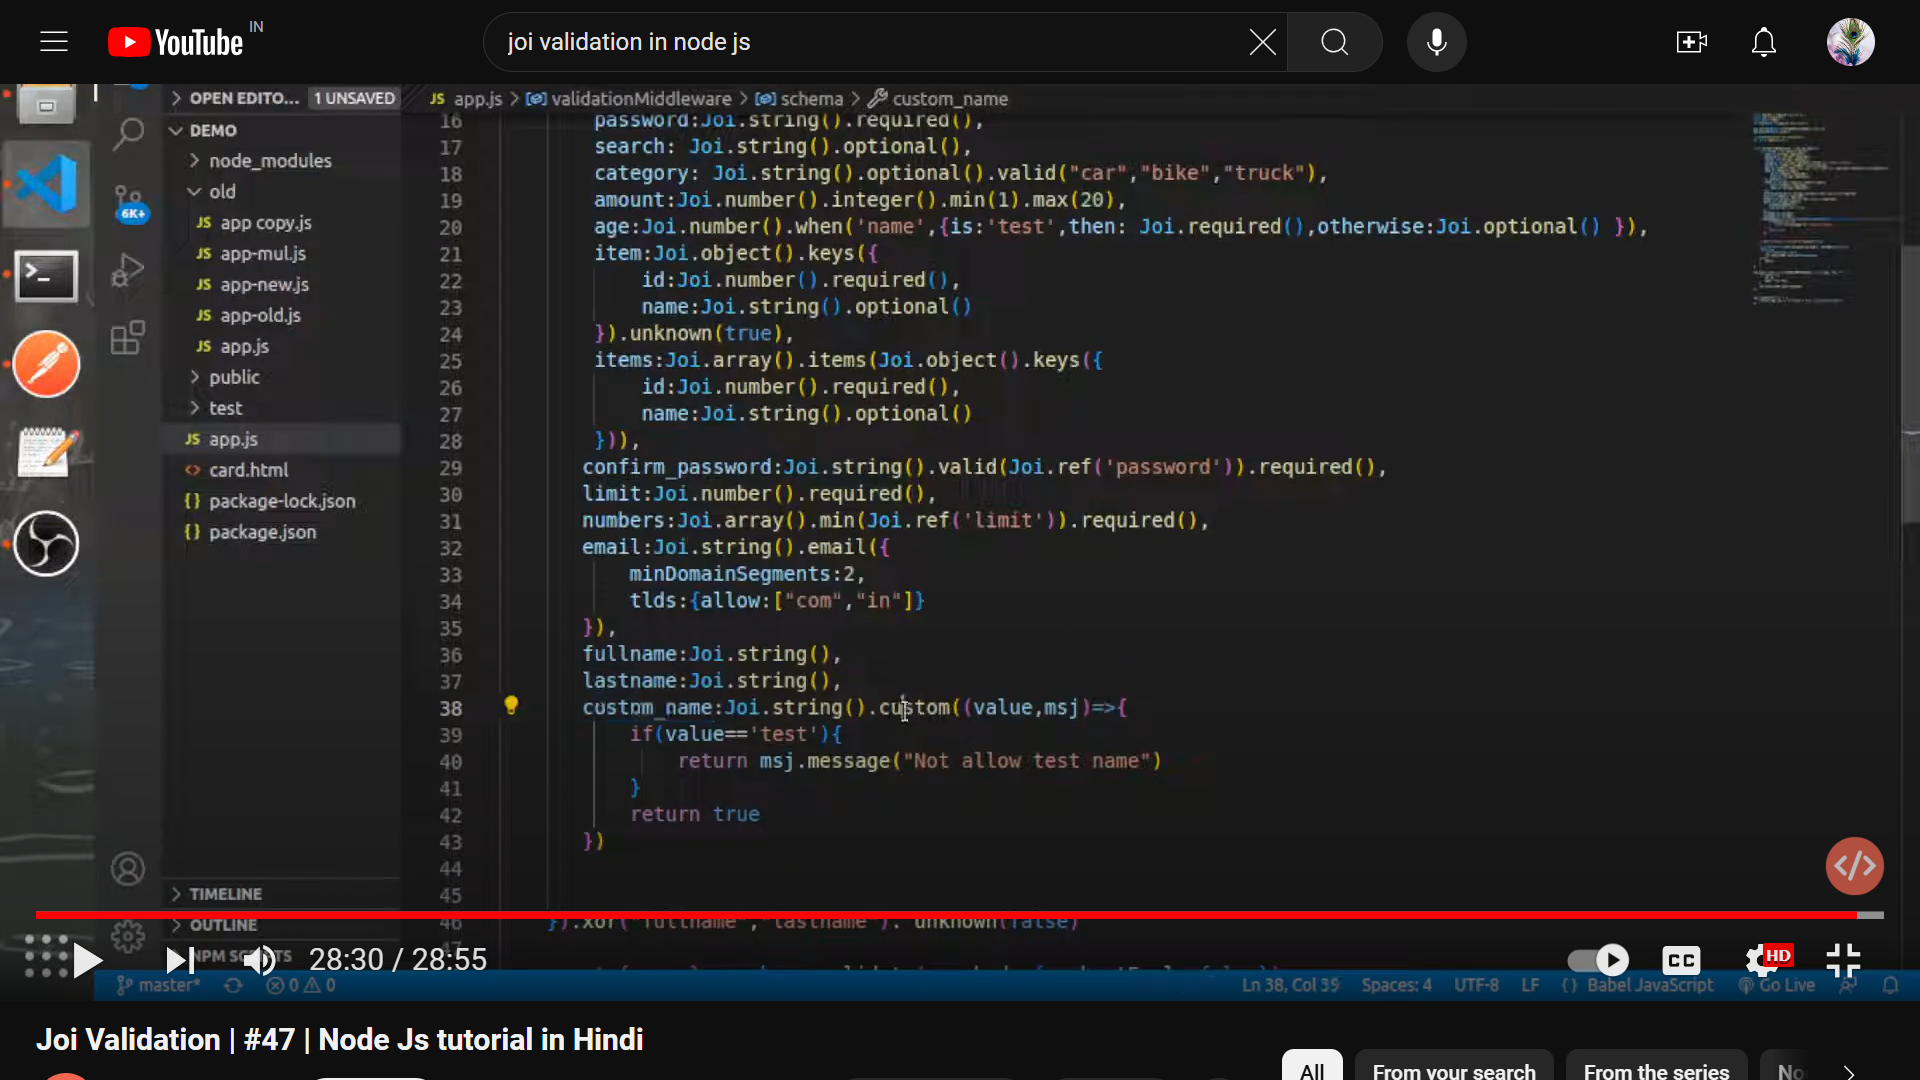 YouTube IN
joi validation in node js
OPEN EDITO... 1 UNSAVED
JS app.js > validationMiddleware > schema > custom_name
DEMO
node_modules
old
JS app copy.js
JS app-mul.js
JS app-new.js
JS app-old.js
JS app.js
public
test
JS app.js
<> card.html
{} package-lock.json
{} package.json
6K+
16 password:Joi.string().required(),
17 search: Joi.string().optional(),
18 category: Joi.string().optional().valid("car","bike","truck"),
19 amount:Joi.number().integer().min(1).max(20),
20 age:Joi.number().when('name',{is:'test',then: Joi.required(),otherwise:Joi.optional() }),
21 item:Joi.object().keys({
22 id:Joi.number().required(),
23 name:Joi.string().optional()
24 }).unknown(true),
25 items:Joi.array().items(Joi.object().keys({
26 id:Joi.number().required(),
27 name:Joi.string().optional()
28 })),
29 confirm_password:Joi.string().valid(Joi.ref('password')).required(),
30 limit:Joi.number().required(),
31 numbers:Joi.array().min(Joi.ref('limit')).required(),
32 email:Joi.string().email({
33 minDomainSegments:2,
34 tlds:{allow:["com","in"]}
35 }),
36 fullname:Joi.string(),
37 lastname:Joi.string(),
38 custom_name:Joi.string().custom((value,msj)=>{
39 if(value=='test'){
40 return msj.message("Not allow test name")
41 }
42 return true
43 })
44
45
46 }).xor('fullname','lastname'). unknown(false)
TIMELINE
OUTLINE
NPM SCRIPTS
</>
28:30 / 28:55
CC
HD
master*
0 0
Ln 38, Col 39
Spaces: 4
UTF-8
LF
{} Babel JavaScript
Go Live
Joi Validation | #47 | Node Js tutorial in Hindi
All
From your search
From the series